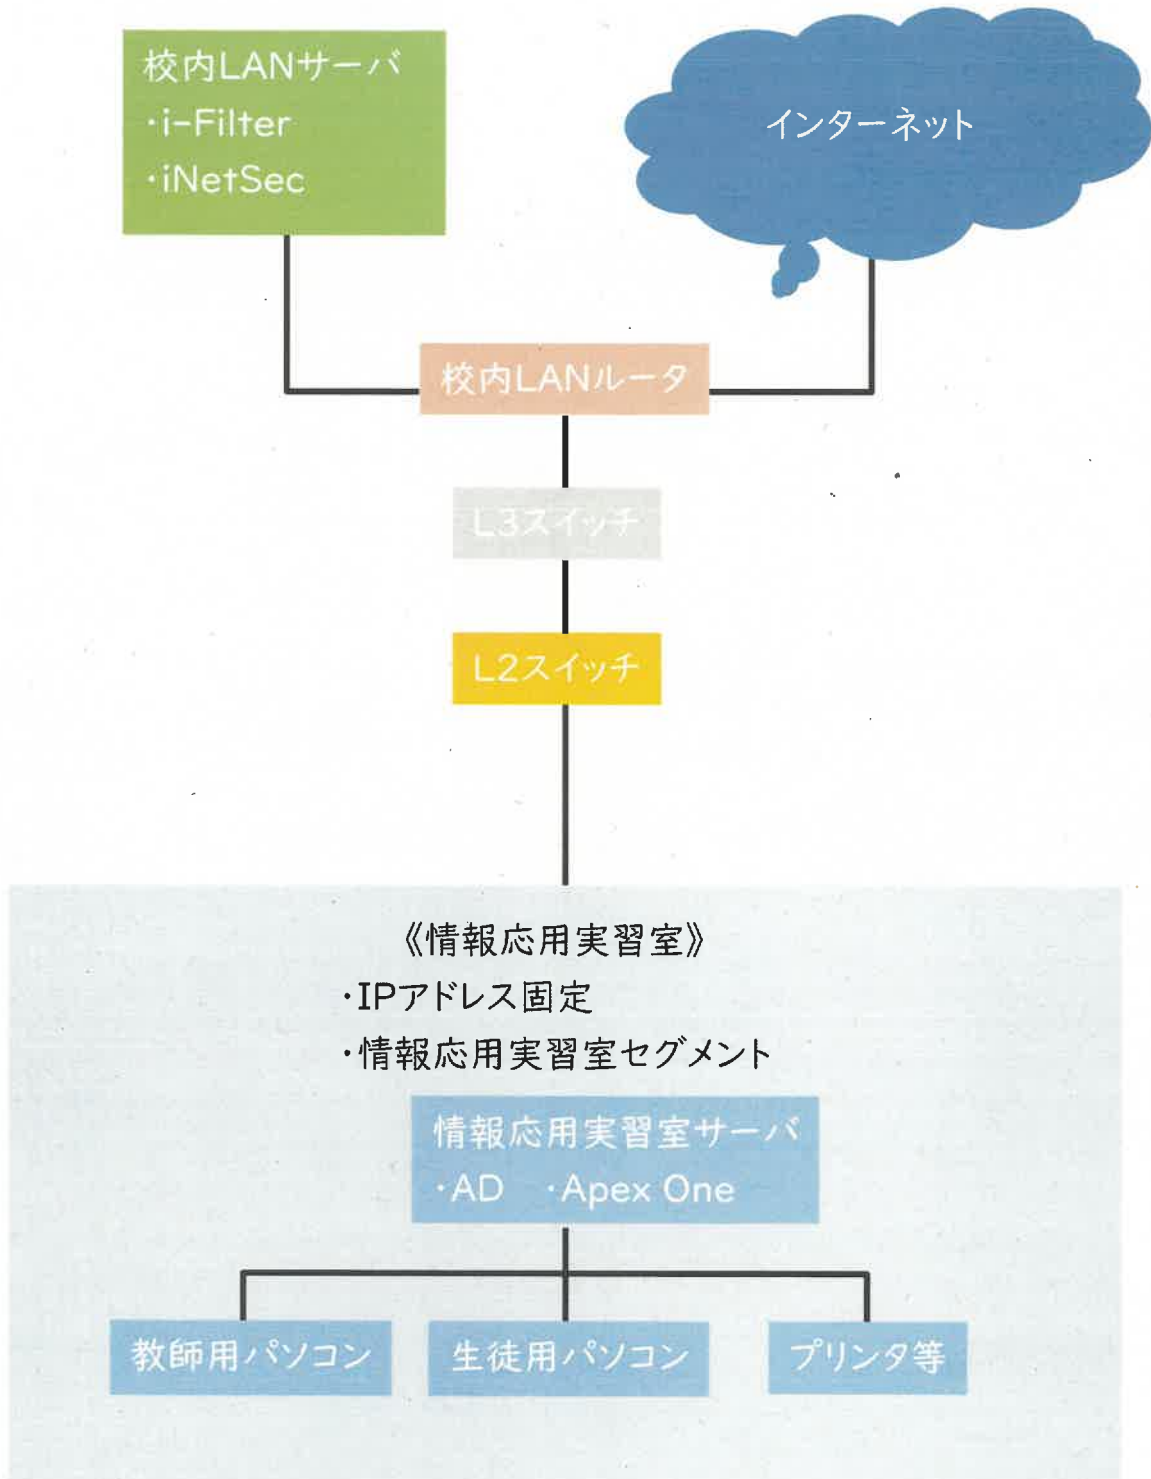 校内LANサーバ
・i-Filter
・iNetSec
インターネット
校内LANルータ
L3スイッチ
L2スイッチ
《情報応用実習室》
・IPアドレス固定
・情報応用実習室セグメント
情報応用実習室サーバ
・AD ・Apex One
教師用パソコン
生徒用パソコン
プリンタ等